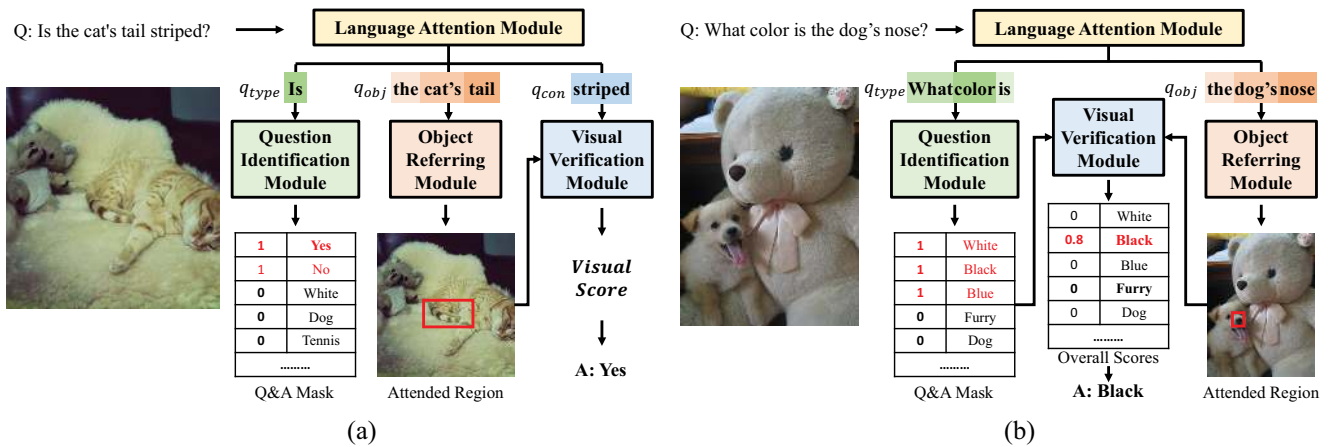 Q: Is the cat's tail striped?
Language Attention Module
q_type Is
q_obj the cat's tail
q_con striped
Question
Identification
Module
Object
Referring
Module
Visual
Verification
Module
1 Yes
1 No
0 White
0 Dog
0 Tennis
.........
Q&A Mask
Attended Region
Visual
Score
A: Yes
(a)
Q: What color is the dog's nose?
Language Attention Module
q_type What color is
q_obj the dog's nose
Question
Identification
Module
Visual
Verification
Module
Object
Referring
Module
1 White
1 Black
1 Blue
0 Furry
0 Dog
.........
Q&A Mask
0 White
0.8 Black
0 Blue
0 Furry
0 Dog
.........
Overall Scores
A: Black
Attended Region
(b)